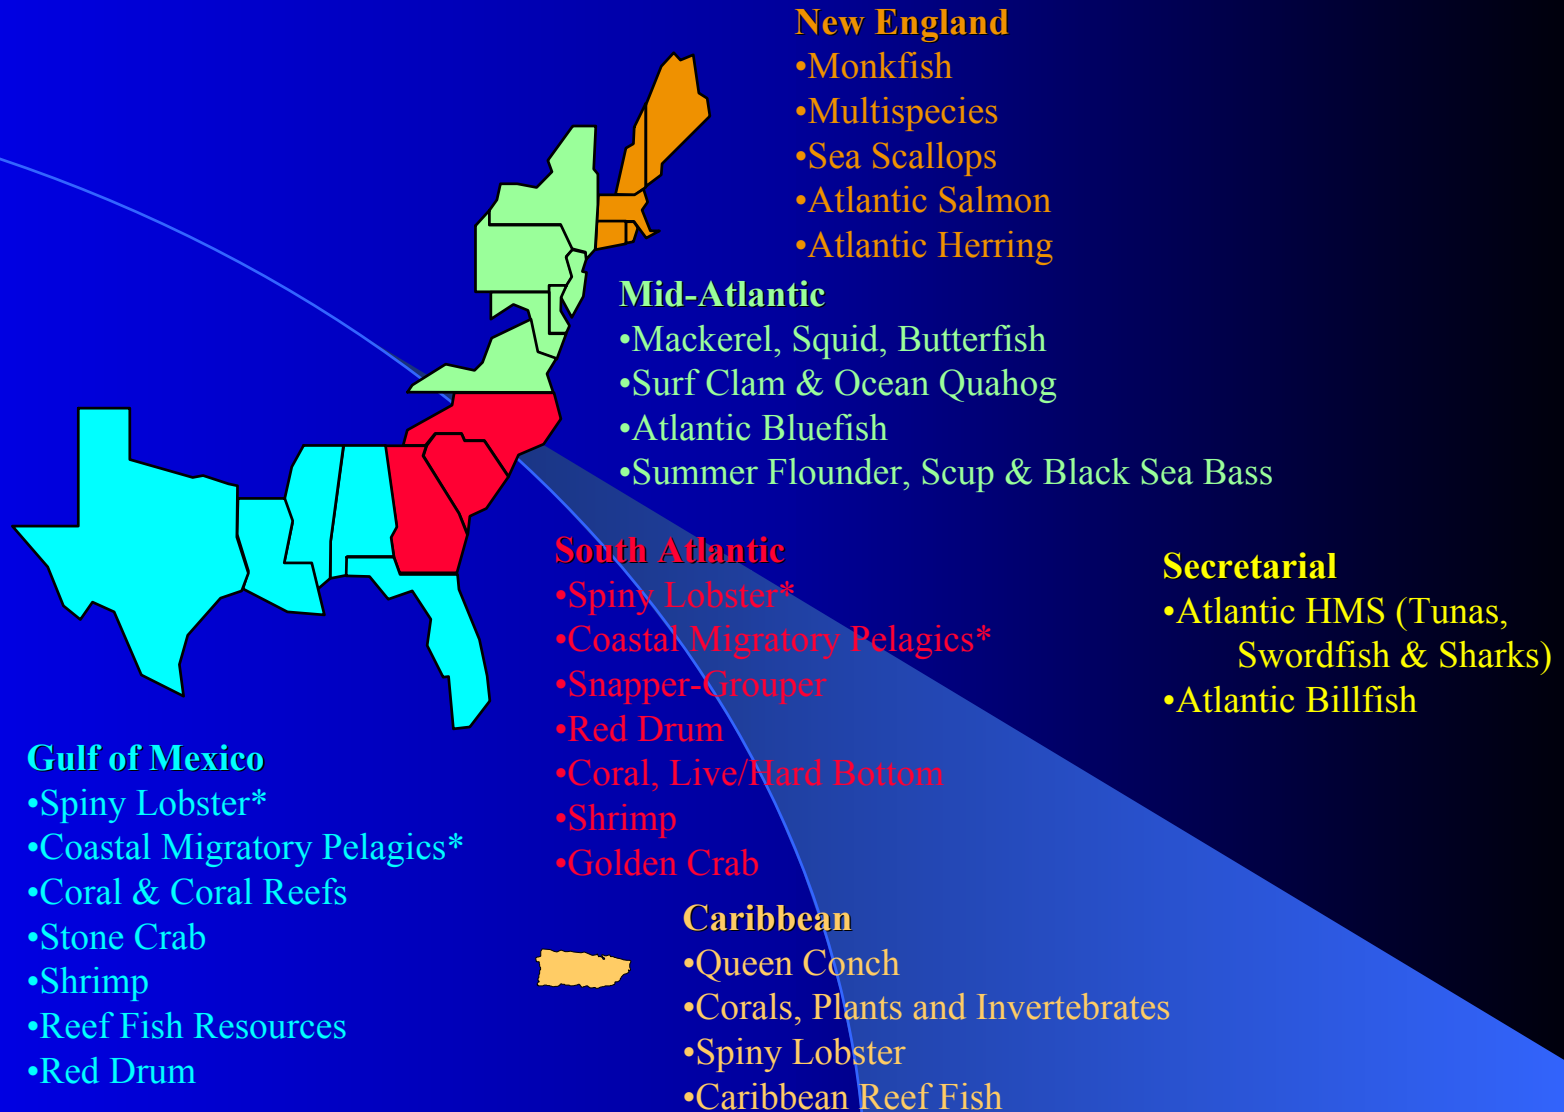 New England
•Monkfish
•Multispecies
•Sea Scallops
•Atlantic Salmon
•Atlantic Herring
Mid-Atlantic
•Mackerel, Squid, Butterfish
•Surf Clam & Ocean Quahog
•Atlantic Bluefish
•Summer Flounder, Scup & Black Sea Bass
South Atlantic
•Spiny Lobster*
•Coastal Migratory Pelagics*
•Snapper-Grouper
•Red Drum
•Coral, Live/Hard Bottom
•Shrimp
•Golden Crab
Secretarial
•Atlantic HMS (Tunas,
Swordfish & Sharks)
•Atlantic Billfish
Gulf of Mexico
•Spiny Lobster*
•Coastal Migratory Pelagics*
•Coral & Coral Reefs
•Stone Crab
•Shrimp
•Reef Fish Resources
•Red Drum
Caribbean
•Queen Conch
•Corals, Plants and Invertebrates
•Spiny Lobster
•Caribbean Reef Fish